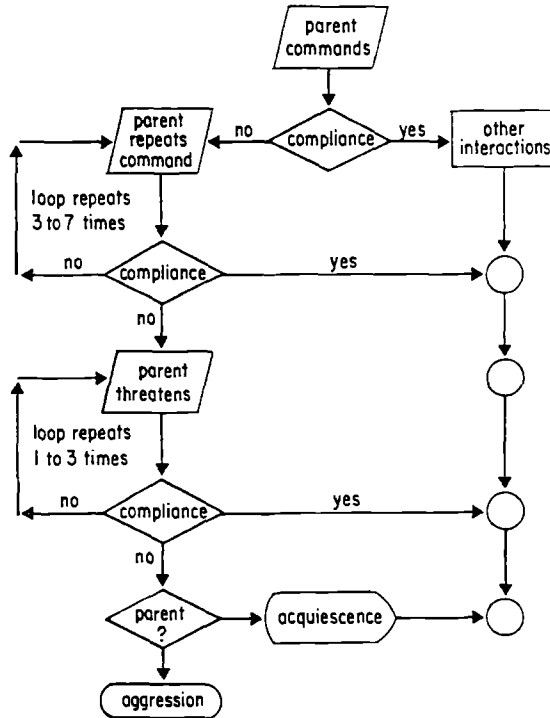 parent
commands
parent
repeats
command
no
compliance
yes
other
interactions
loop repeats
3 to 7 times
no
compliance
yes
no
parent
threatens
loop repeats
1 to 3 times
no
compliance
yes
no
parent
?
acquiescence
aggression